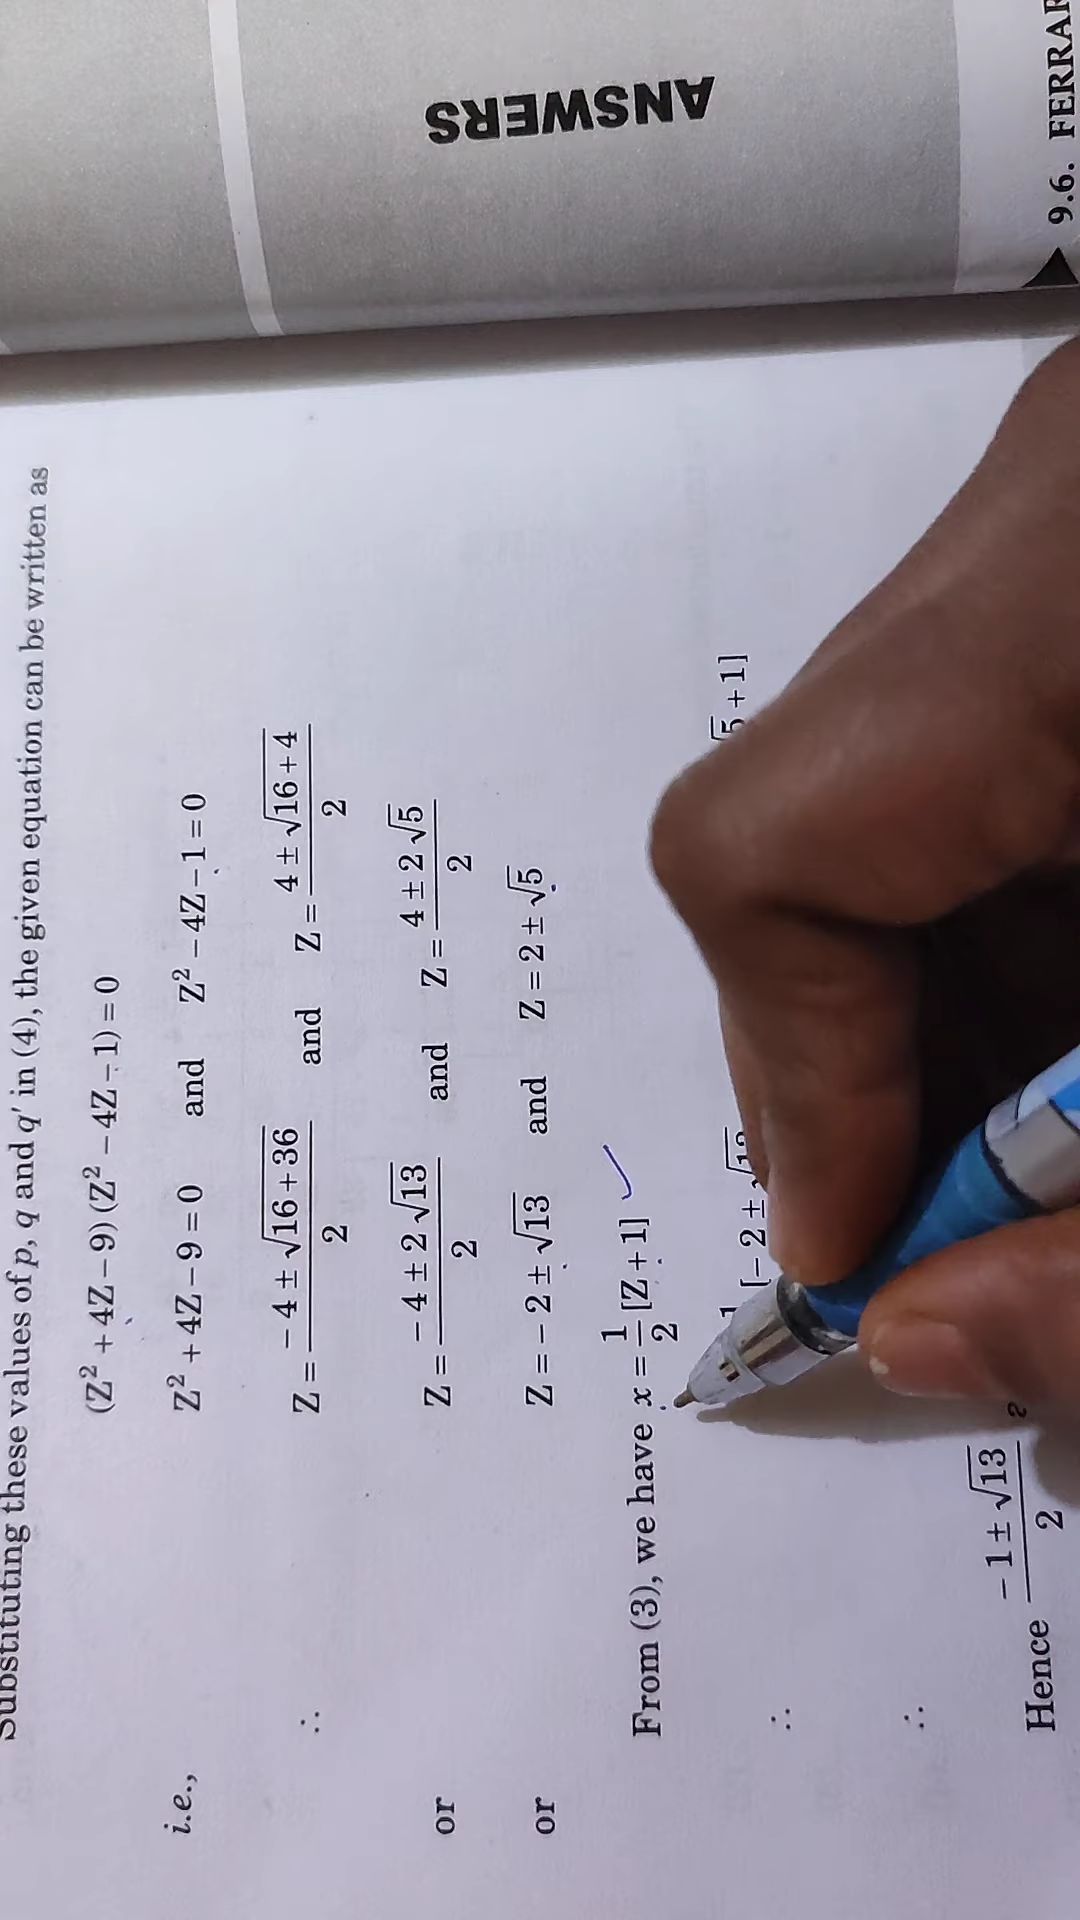 Substituting these values of p, q and q′ in (4), the given equation can be written as
(Z² + 4Z – 9) (Z² – 4Z – 1) = 0
i.e., Z² + 4Z – 9 = 0 and Z² – 4Z – 1 = 0
∴ Z = (– 4 ± √(16 + 36))/2 and Z = (4 ± √(16 + 4))/2
or Z = (– 4 ± 2 √13)/2 and Z = (4 ± 2 √5)/2
or Z = – 2 ± √13 and Z = 2 ± √5
From (3), we have x = 1/2 [Z + 1]
∴ [– 2 ± 5 + 1]
∴
Hence (– 1 ± √13)/2
ANSWERS
9.6.